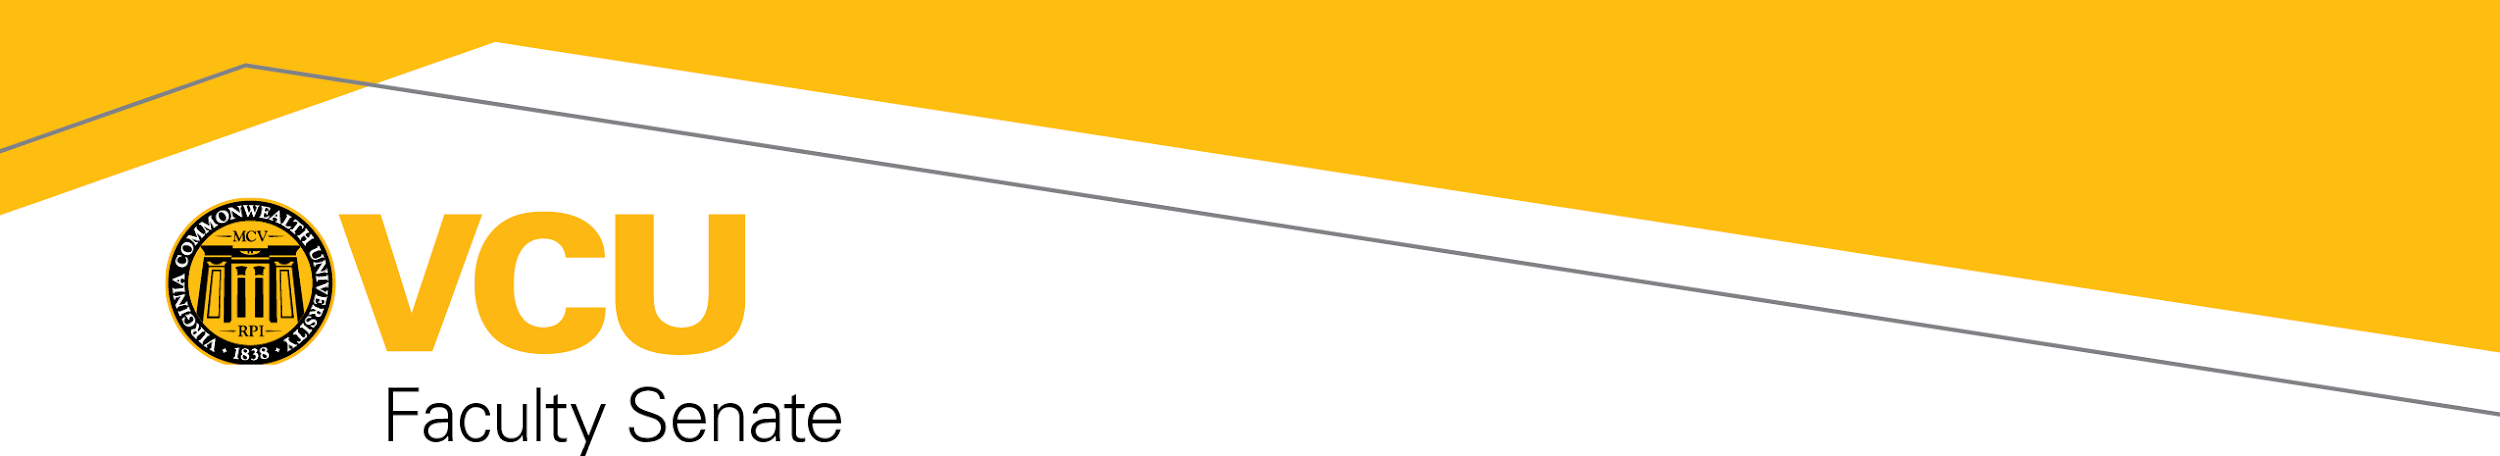 VIRGINIA COMMONWEALTH UNIVERSITY
MCV
RPI
1838
VCU
Faculty Senate